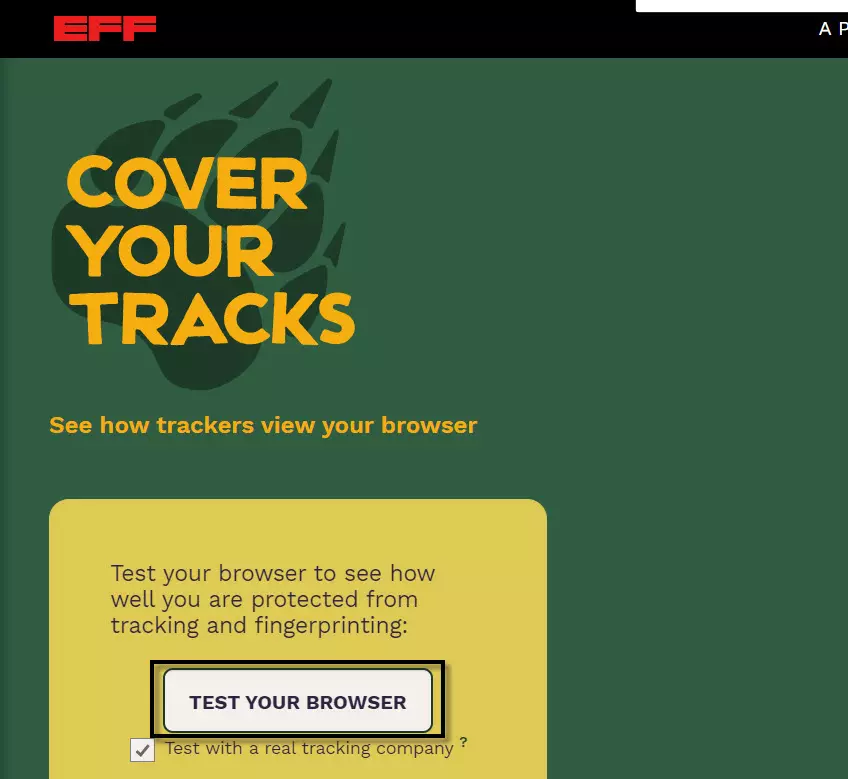 EFF
A P
COVER
YOUR
TRACKS
See how trackers view your browser
Test your browser to see how
well you are protected from
tracking and fingerprinting:
TEST YOUR BROWSER
Test with a real tracking company ?